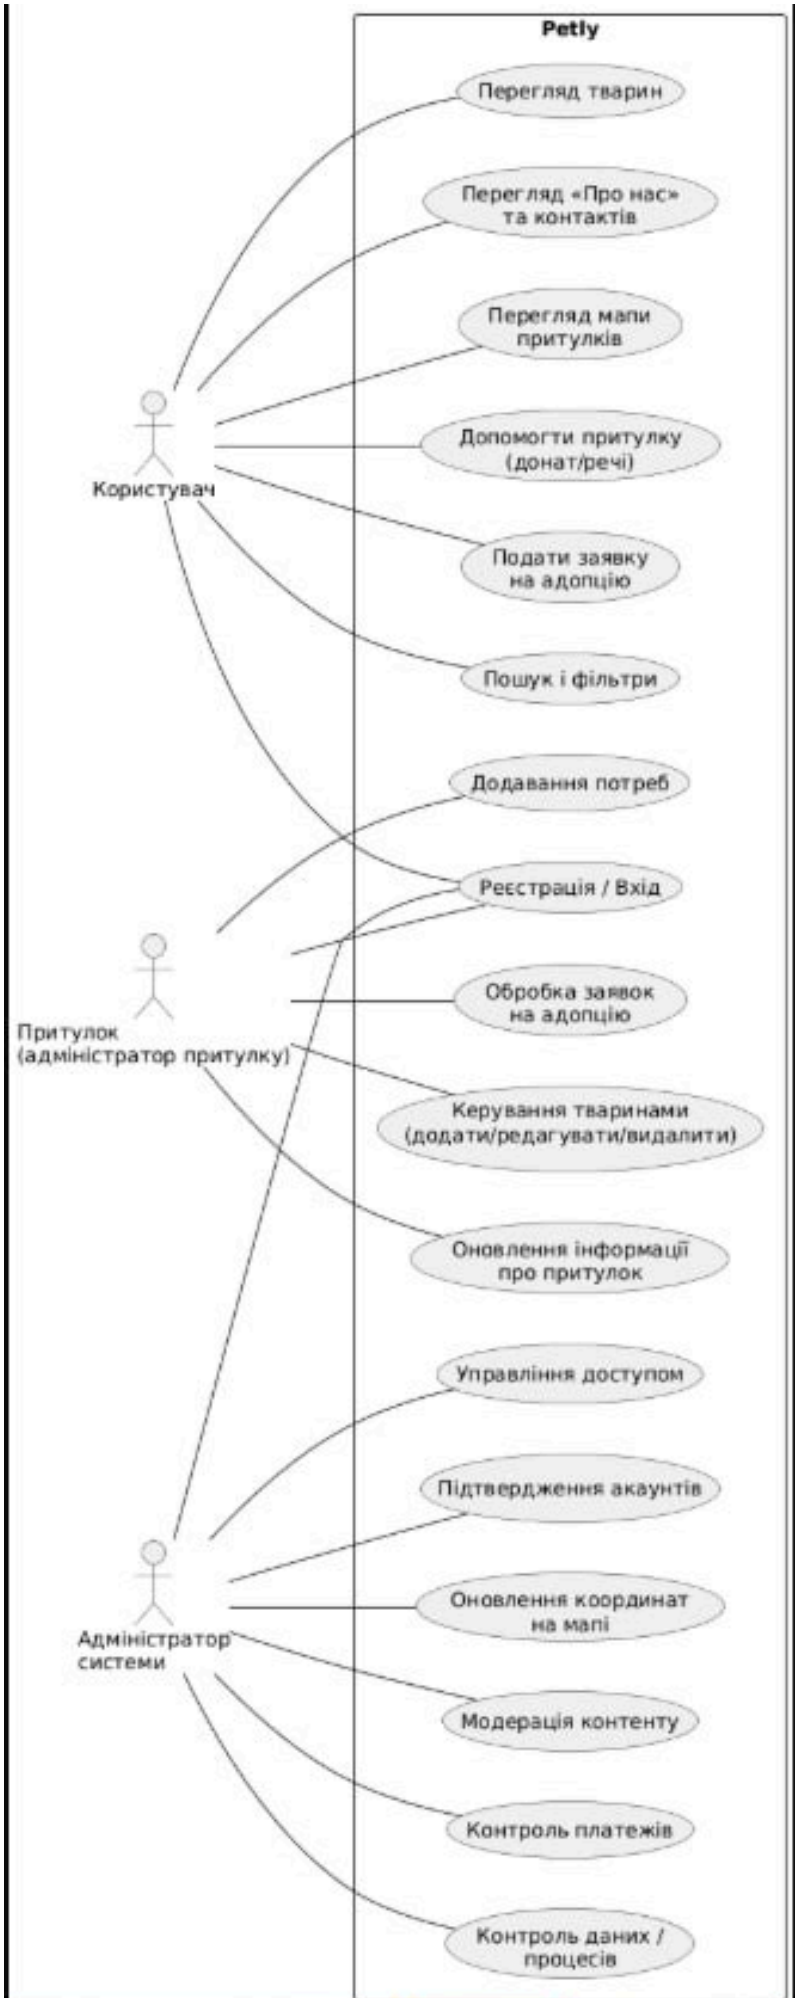 Petly
Перегляд тварин
Перегляд «Про нас»
та контактів
Перегляд мапи
притулків
Допомогти притулку
(донат/речі)
Користувач
Подати заявку
на адопцію
Пошук і фільтри
Додавання потреб
Реєстрація / Вхід
Обробка заявок
на адопцію
Притулок
(адміністратор притулку)
Керування тваринами
(додати/редагувати/видалити)
Оновлення інформації
про притулок
Управління доступом
Підтвердження акаунтів
Оновлення координат
на мапі
Адміністратор
системи
Модерація контенту
Контроль платежів
Контроль даних /
процесів